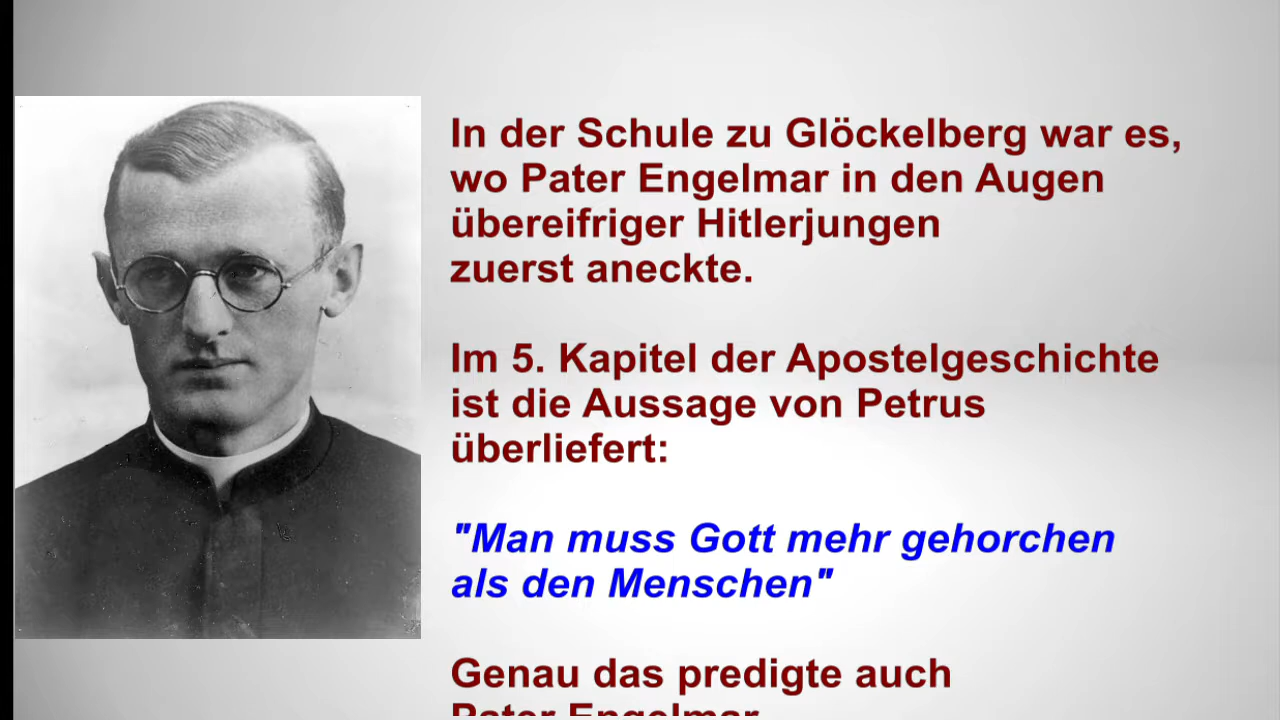 In der Schule zu Glöckelberg war es,
wo Pater Engelmar in den Augen
übereifriger Hitlerjungen
zuerst aneckte.
Im 5. Kapitel der Apostelgeschichte
ist die Aussage von Petrus
überliefert:
"Man muss Gott mehr gehorchen
als den Menschen"
Genau das predigte auch
Pater Engelmar